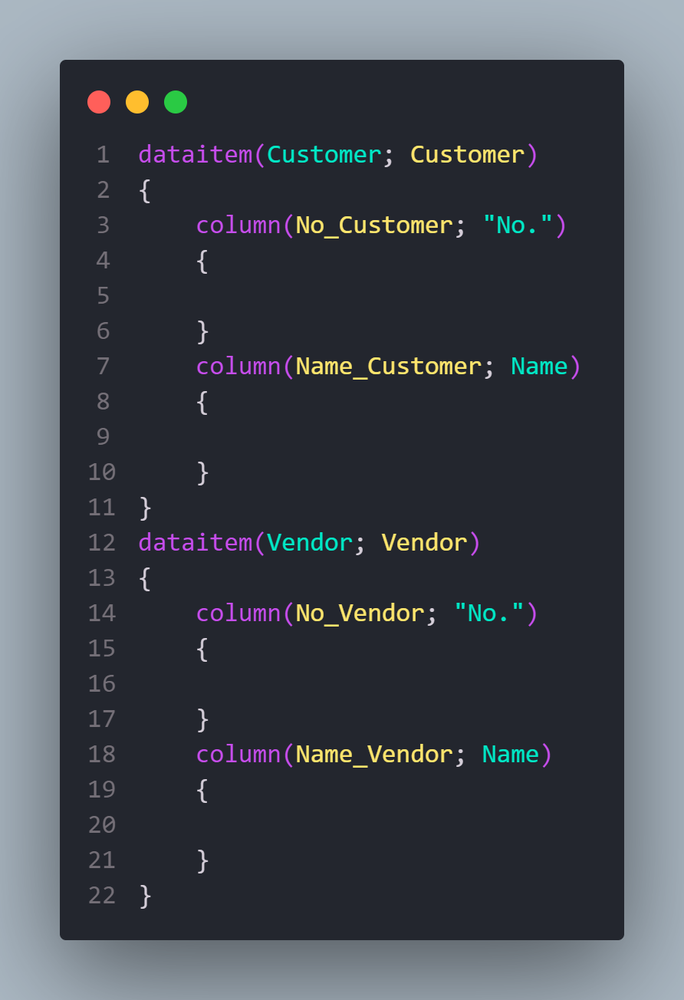 1 dataitem(Customer; Customer)
2 {
3     column(No_Customer; "No.")
4     {
5
6     }
7     column(Name_Customer; Name)
8     {
9
10     }
11 }
12 dataitem(Vendor; Vendor)
13 {
14     column(No_Vendor; "No.")
15     {
16
17     }
18     column(Name_Vendor; Name)
19     {
20
21     }
22 }